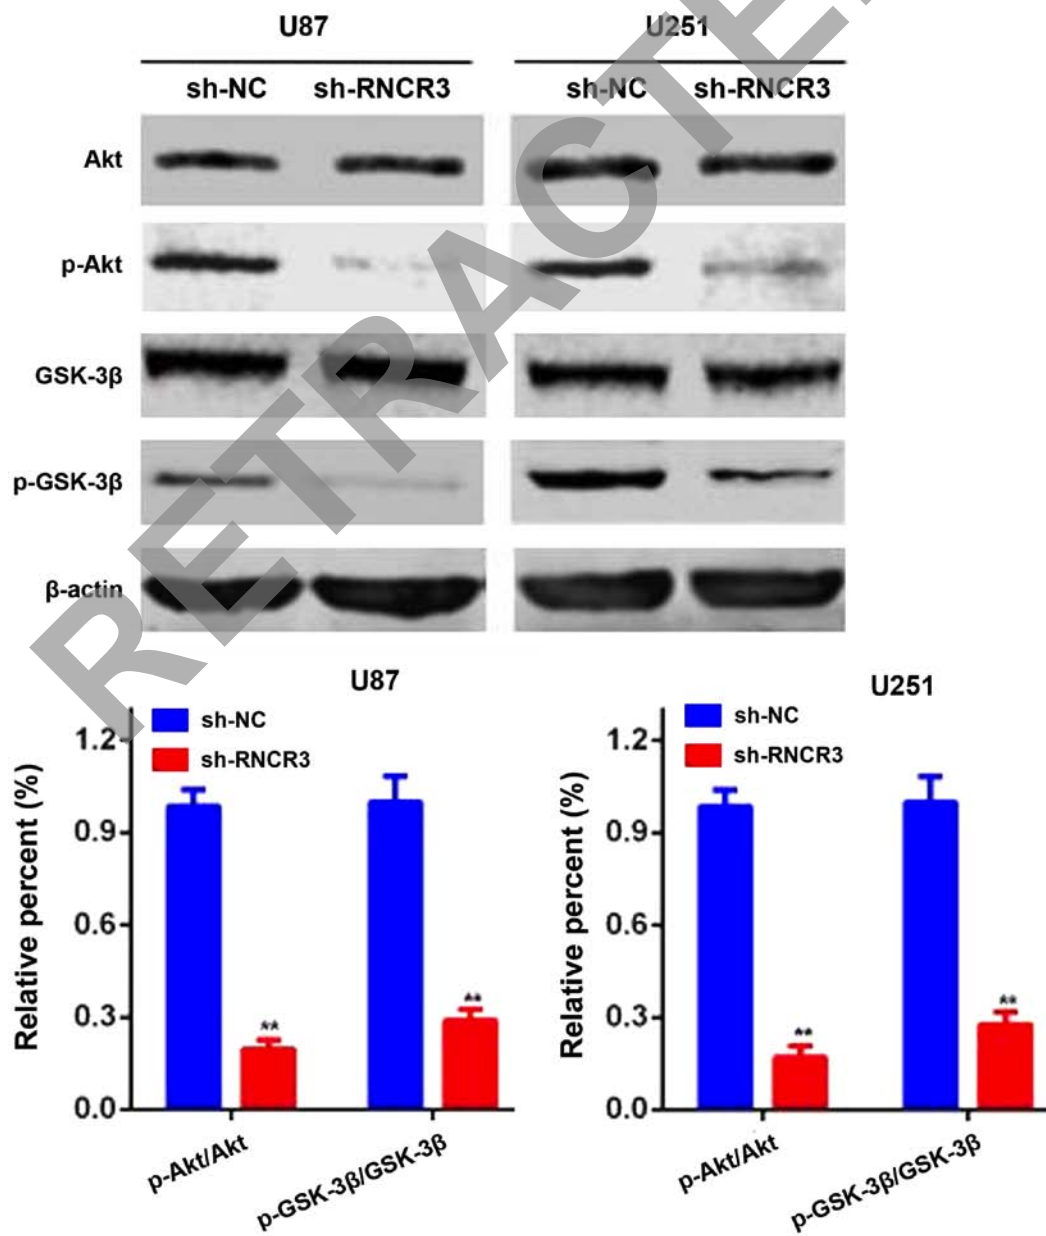 U87 U251
sh-NC sh-RNCR3 sh-NC sh-RNCR3
Akt
p-Akt
GSK-3β
p-GSK-3β
β-actin
RETRACTE
U87
sh-NC
sh-RNCR3
Relative percent (%)
1.2
0.9
0.6
0.3
0.0
**
**
p-Akt/Akt
p-GSK-3β/GSK-3β
U251
sh-NC
sh-RNCR3
Relative percent (%)
1.2
0.9
0.6
0.3
0.0
**
**
p-Akt/Akt
p-GSK-3β/GSK-3β